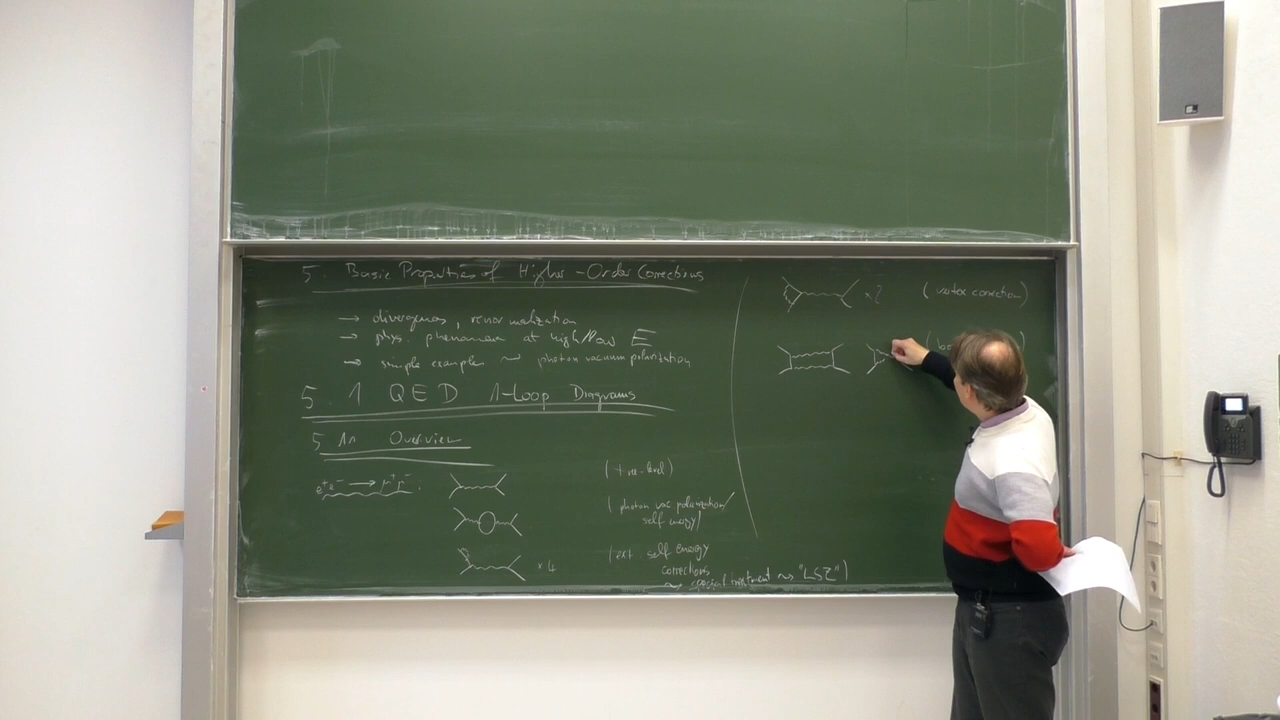 5. Basic Properties of Higher-Order Corrections
→ divergences, renormalization
→ phys. phenomena at high/low E
→ simple examples ~ photon vacuum polarization
5.1 QED 1-Loop Diagrams
5.1.1 Overview
e⁺e⁻ → μ⁺μ⁻ :
(tree-level)
(photon vac. polarization/
self energy)
× 4
(ext. self energy
corrections
~> special treatment ~> "LSZ")
× 2
(vertex correction)